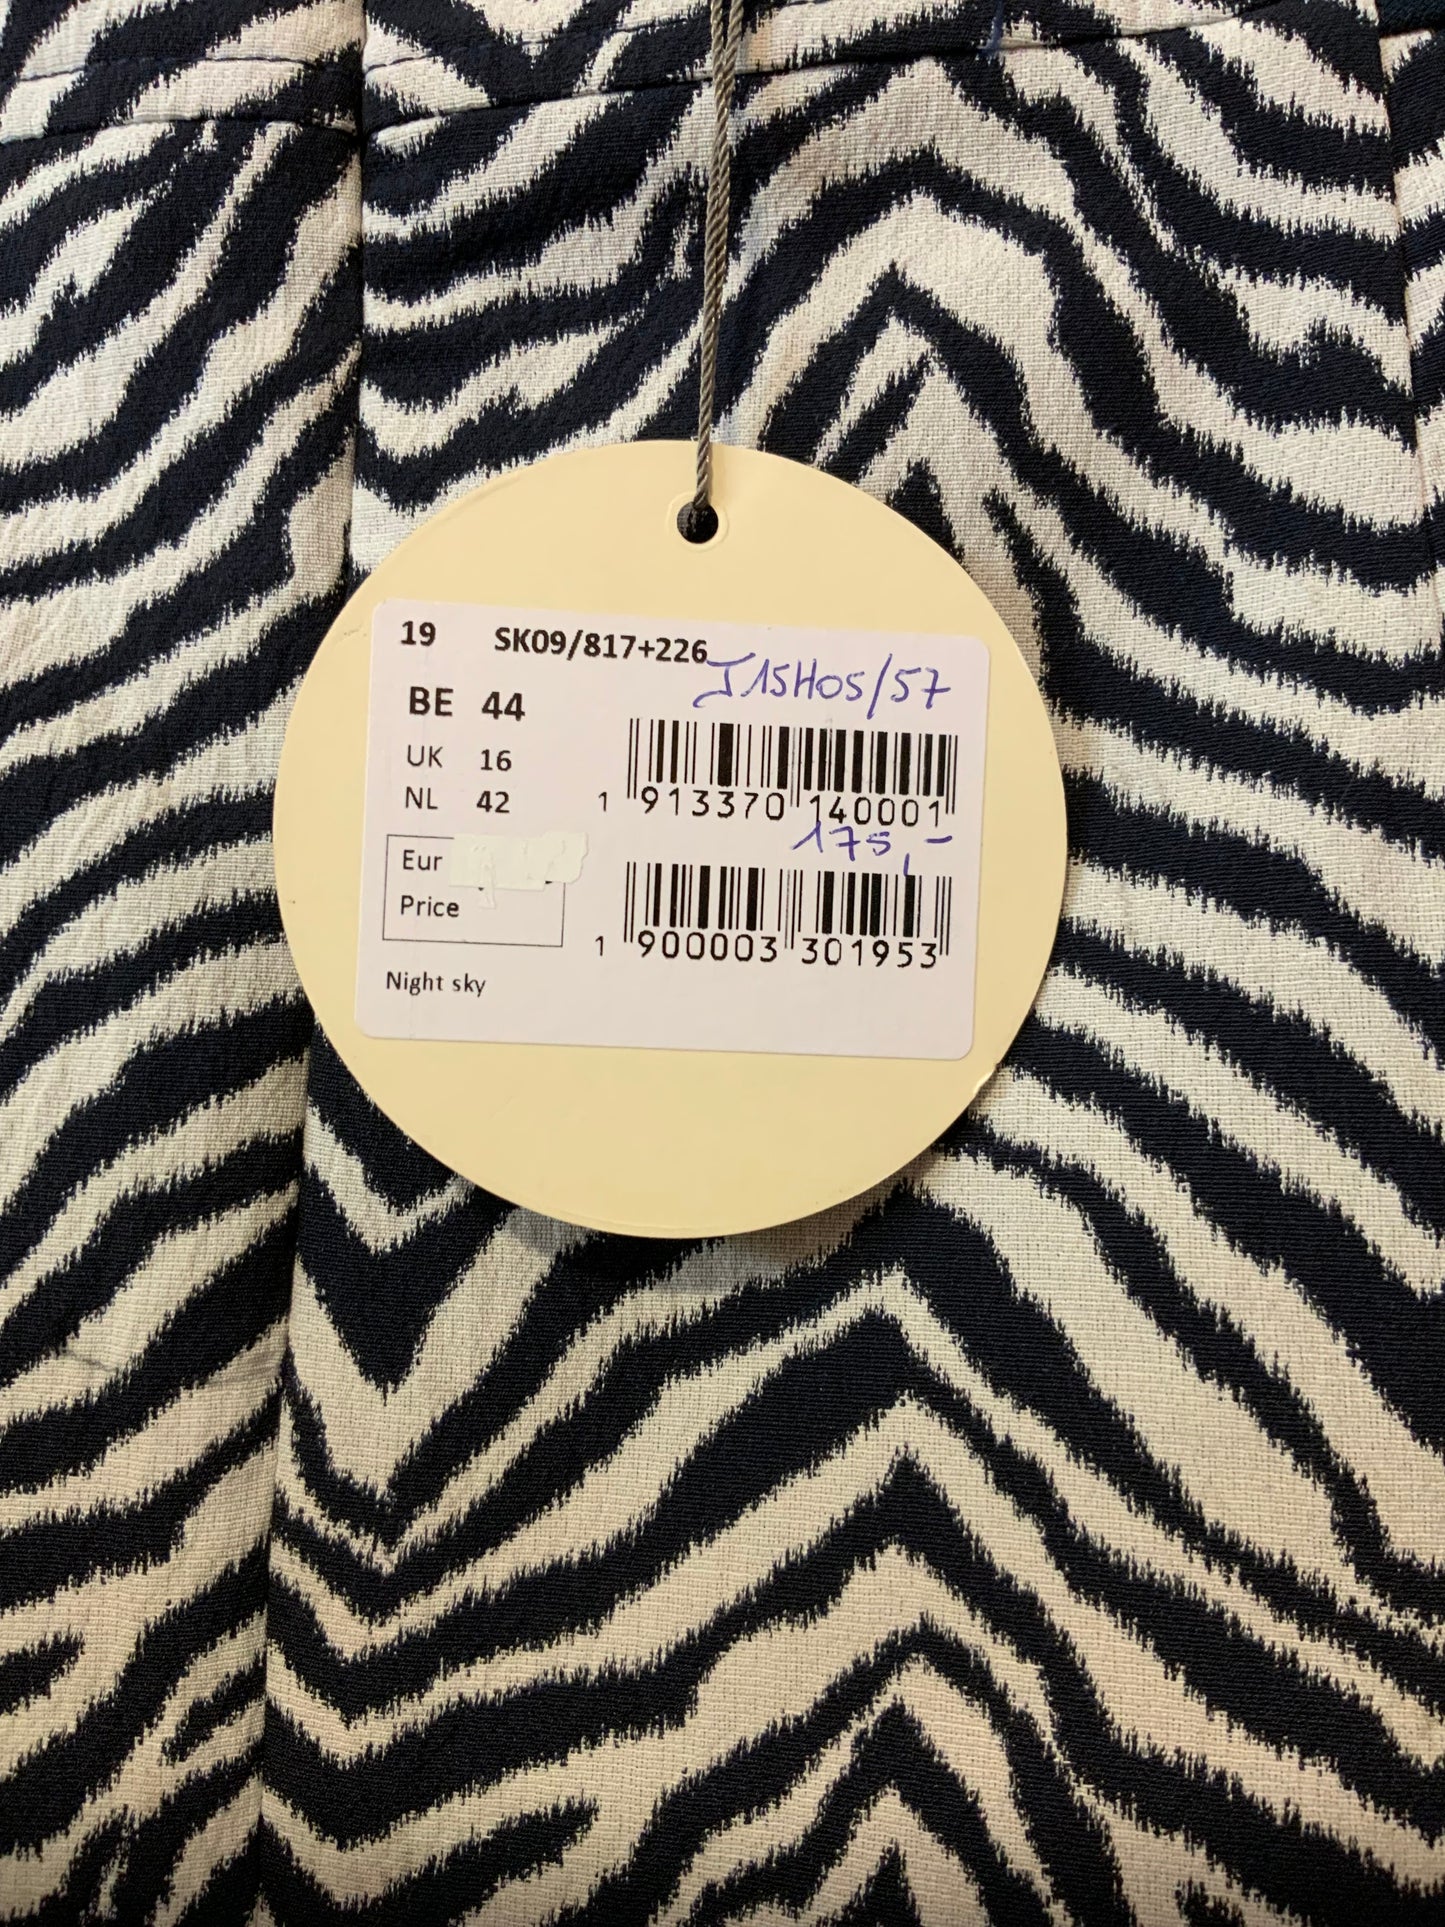 19 SK09/817+226
J15H05/57
BE 44
UK 16
NL 42
1 913370 140001
175,-
Eur
Price
1 900003 301953
Night sky